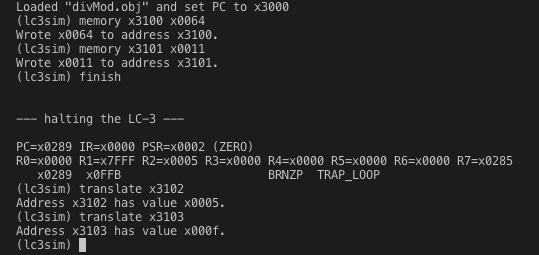 Loaded "divMod.obj" and set PC to x3000
(lc3sim) memory x3100 x0064
Wrote x0064 to address x3100.
(lc3sim) memory x3101 x0011
Wrote x0011 to address x3101.
(lc3sim) finish
--- halting the LC-3 ---
PC=x0289 IR=x0000 PSR=x0002 (ZERO)
R0=x0000 R1=x7FFF R2=x0005 R3=x0000 R4=x0000 R5=x0000 R6=x0000 R7=x0285
x0289 x0FFB BRNZP TRAP_LOOP
(lc3sim) translate x3102
Address x3102 has value x0005.
(lc3sim) translate x3103
Address x3103 has value x000f.
(lc3sim)